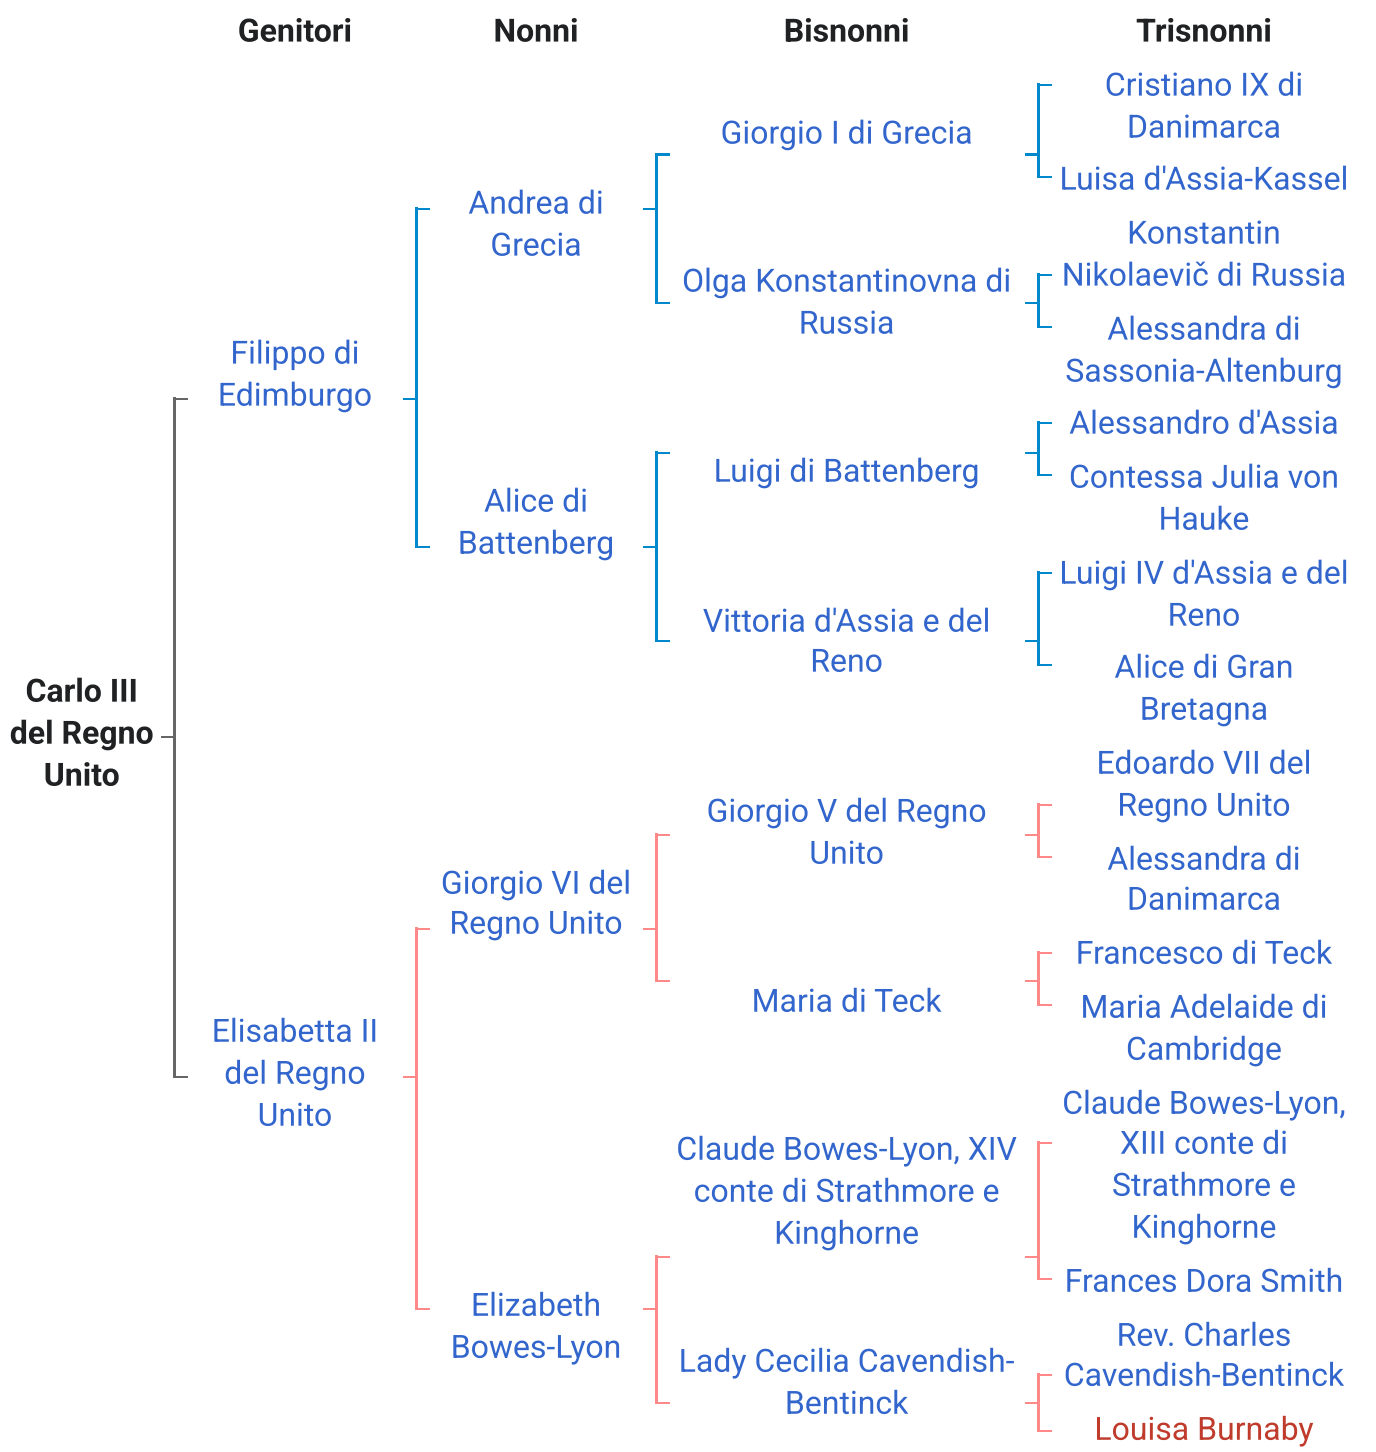 Genitori
Nonni
Bisnonni
Trisnonni
Carlo III
del Regno
Unito
Filippo di
Edimburgo
Elisabetta II
del Regno
Unito
Andrea di
Grecia
Alice di
Battenberg
Giorgio VI del
Regno Unito
Elizabeth
Bowes-Lyon
Giorgio I di Grecia
Olga Konstantinovna di
Russia
Luigi di Battenberg
Vittoria d'Assia e del
Reno
Giorgio V del Regno
Unito
Maria di Teck
Claude Bowes-Lyon, XIV
conte di Strathmore e
Kinghorne
Lady Cecilia Cavendish-
Bentinck
Cristiano IX di
Danimarca
Luisa d'Assia-Kassel
Konstantin
Nikolaevič di Russia
Alessandra di
Sassonia-Altenburg
Alessandro d'Assia
Contessa Julia von
Hauke
Luigi IV d'Assia e del
Reno
Alice di Gran
Bretagna
Edoardo VII del
Regno Unito
Alessandra di
Danimarca
Francesco di Teck
Maria Adelaide di
Cambridge
Claude Bowes-Lyon,
XIII conte di
Strathmore e
Kinghorne
Frances Dora Smith
Rev. Charles
Cavendish-Bentinck
Louisa Burnaby